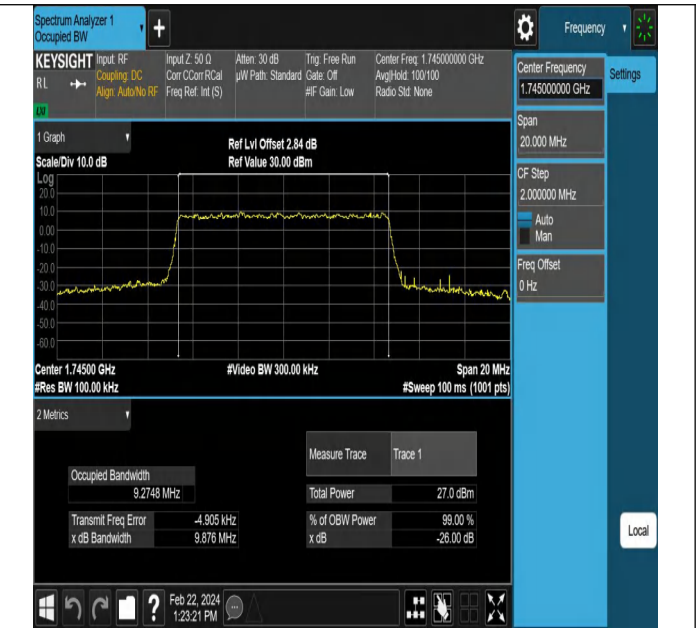 Spectrum Analyzer 1
Occupied BW
+
Frequency
KEYSIGHT
RL
Input: RF
Coupling: DC
Align: Auto/No RF
Input Z: 50 Ω
Corr CCorr RCal
Freq Ref: Int (S)
Atten: 30 dB
µW Path: Standard
Trig: Free Run
Gate: Off
#IF Gain: Low
Center Freq: 1.745000000 GHz
Avg|Hold: 100/100
Radio Std: None
Center Frequency
1.745000000 GHz
Settings
Span
20.000 MHz
CF Step
2.000000 MHz
Auto
Man
Freq Offset
0 Hz
1 Graph
Scale/Div 10.0 dB
Ref Lvl Offset 2.84 dB
Ref Value 30.00 dBm
Log
20.0
10.0
0.00
-10.0
-20.0
-30.0
-40.0
-50.0
-60.0
Center 1.74500 GHz
#Video BW 300.00 kHz
Span 20 MHz
#Res BW 100.00 kHz
#Sweep 100 ms (1001 pts)
2 Metrics
Measure Trace
Trace 1
Occupied Bandwidth
9.2748 MHz
Total Power
27.0 dBm
Transmit Freq Error
-4.905 kHz
% of OBW Power
99.00 %
x dB Bandwidth
9.876 MHz
x dB
-26.00 dB
Local
?
Feb 22, 2024
1:23:21 PM